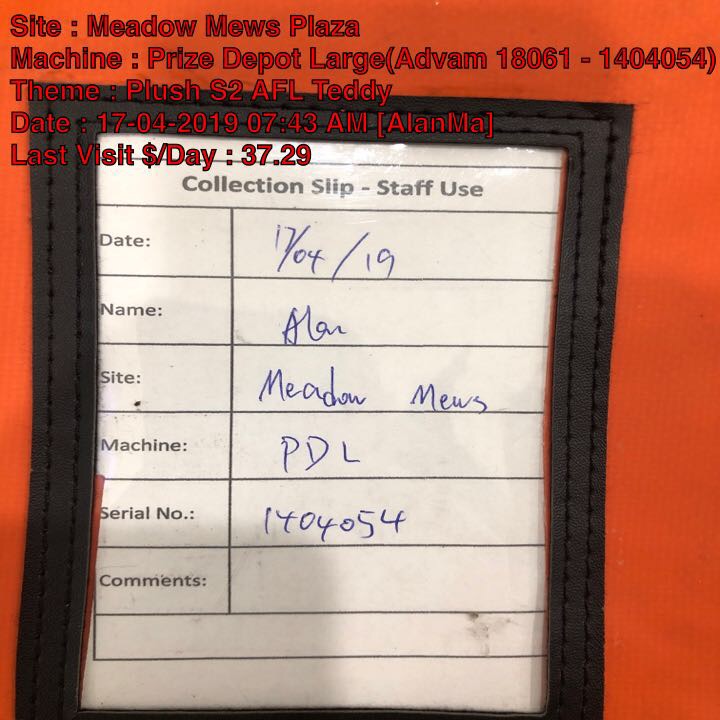 Site : Meadow Mews Plaza
Machine : Prize Depot Large(Advam 18061 - 1404054)
Theme : Plush S2 AFL Teddy
Date : 17-04-2019 07:43 AM [AlanMa]
Last Visit $/Day : 37.29
Collection Slip - Staff Use
Date: 17/04/19
Name: Alan
Site: Meadow Mews
Machine: PDL
Serial No.: 1404054
Comments: